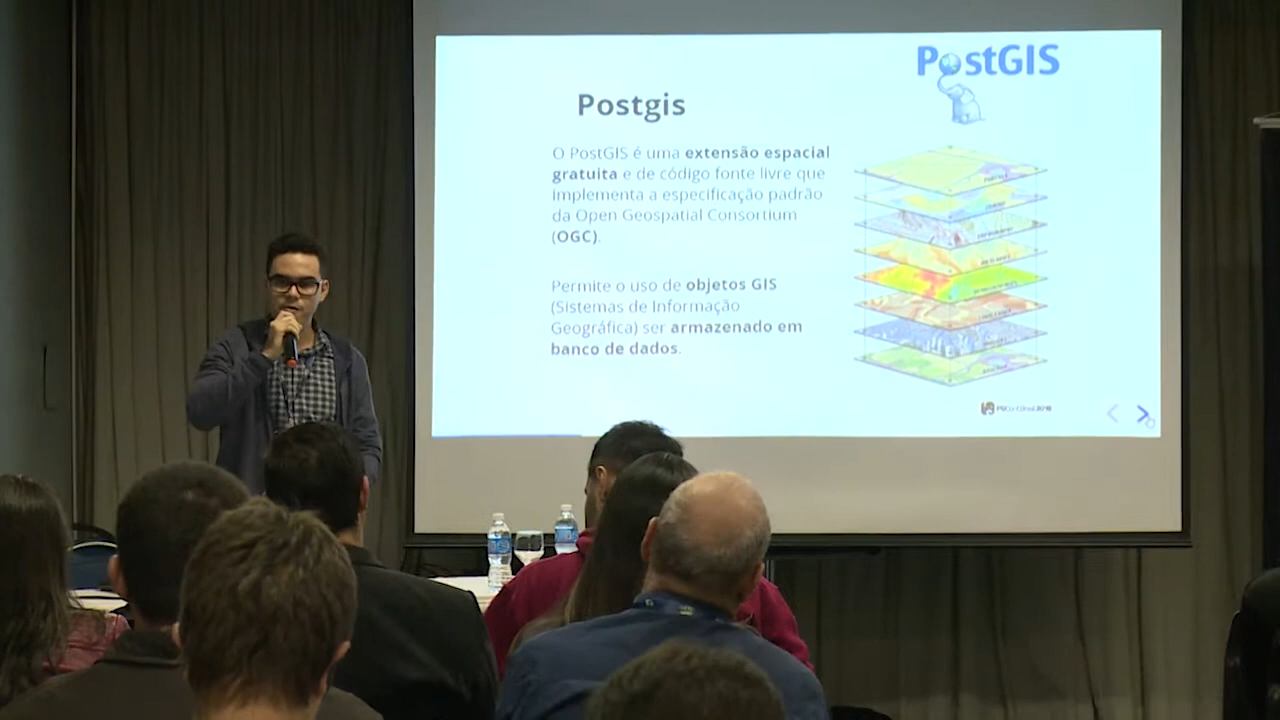 PostGIS
Postgis
O PostGIS é uma extensão espacial
gratuita e de código fonte livre que
implementa a especificação padrão
da Open Geospatial Consortium
(OGC).
Permite o uso de objetos GIS
(Sistemas de Informação
Geográfica) ser armazenado em
banco de dados.